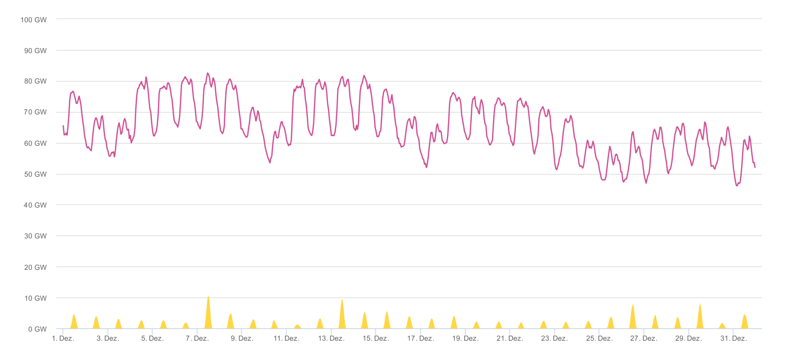 100 GW
90 GW
80 GW
70 GW
60 GW
50 GW
40 GW
30 GW
20 GW
10 GW
0 GW
1. Dez. 3. Dez. 5. Dez. 7. Dez. 9. Dez. 11. Dez. 13. Dez. 15. Dez. 17. Dez. 19. Dez. 21. Dez. 23. Dez. 25. Dez. 27. Dez. 29. Dez. 31. Dez.